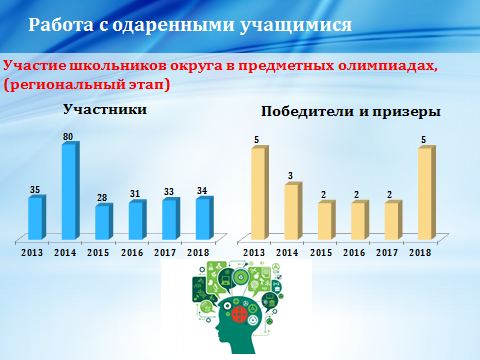 Работа с одаренными учащимися
Участие школьников округа в предметных олимпиадах,
(региональный этап)
Участники
35
80
28
31
33
34
2013 2014 2015 2016 2017 2018
Победители и призеры
5
3
2
2
2
5
2013 2014 2015 2016 2017 2018